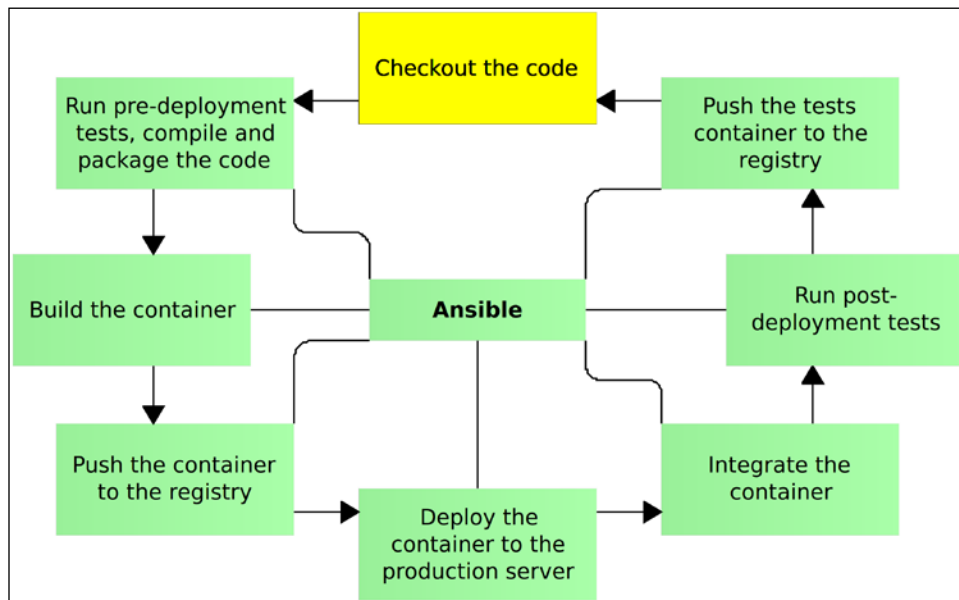 Checkout the code
Run pre-deployment
tests, compile and
package the code
Push the tests
container to the
registry
Build the container
Ansible
Run post-
deployment tests
Push the container
to the registry
Deploy the
container to the
production server
Integrate the
container